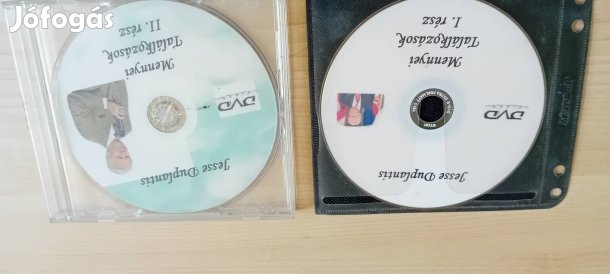 Jófogás
Jesse Duplantis
DVD
Mennyei
Találkozások,
II. rész
Jesse Duplantis
DVD
Mennyei
Találkozások,
I. rész